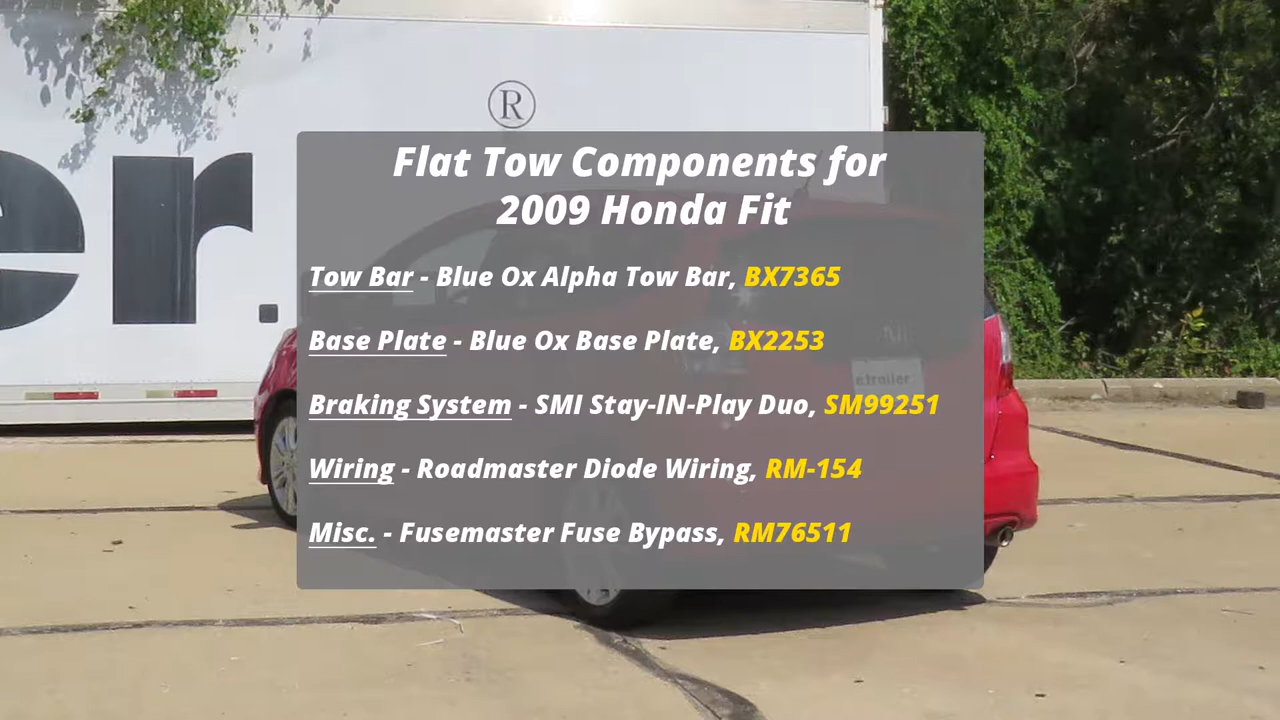 ®
er.
Flat Tow Components for
2009 Honda Fit
Tow Bar - Blue Ox Alpha Tow Bar, BX7365
Base Plate - Blue Ox Base Plate, BX2253
etrailer
Braking System - SMI Stay-IN-Play Duo, SM99251
Wiring - Roadmaster Diode Wiring, RM-154
Misc. - Fusemaster Fuse Bypass, RM76511